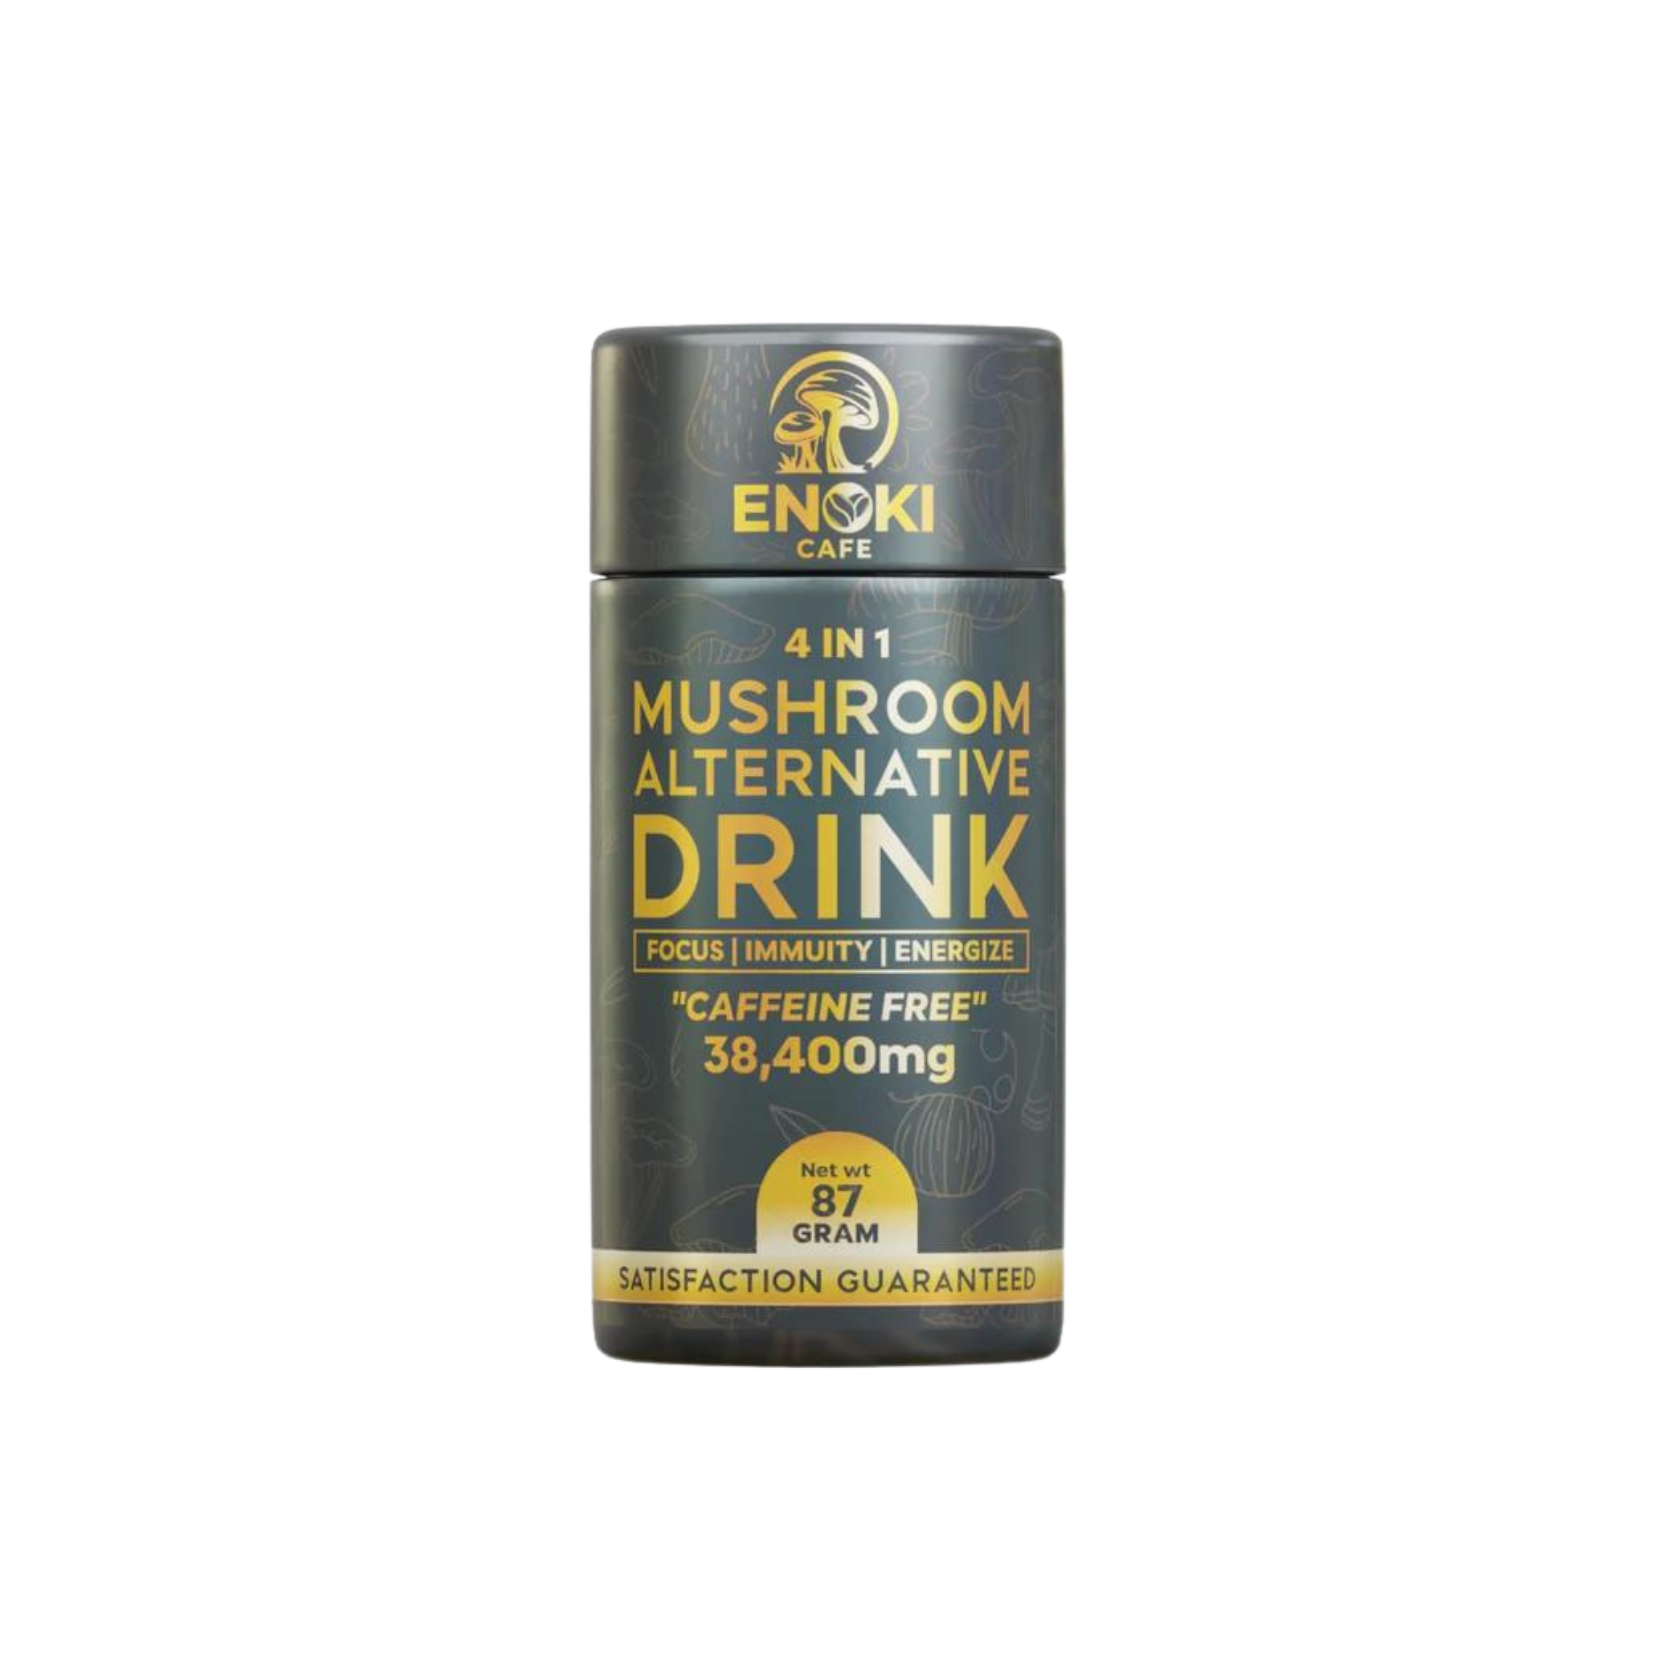 ENOKI
CAFE
4 IN 1
MUSHROOM
ALTERNATIVE
DRINK
FOCUS | IMMUITY | ENERGIZE
"CAFFEINE FREE"
38,400mg
Net wt
87
GRAM
SATISFACTION GUARANTEED